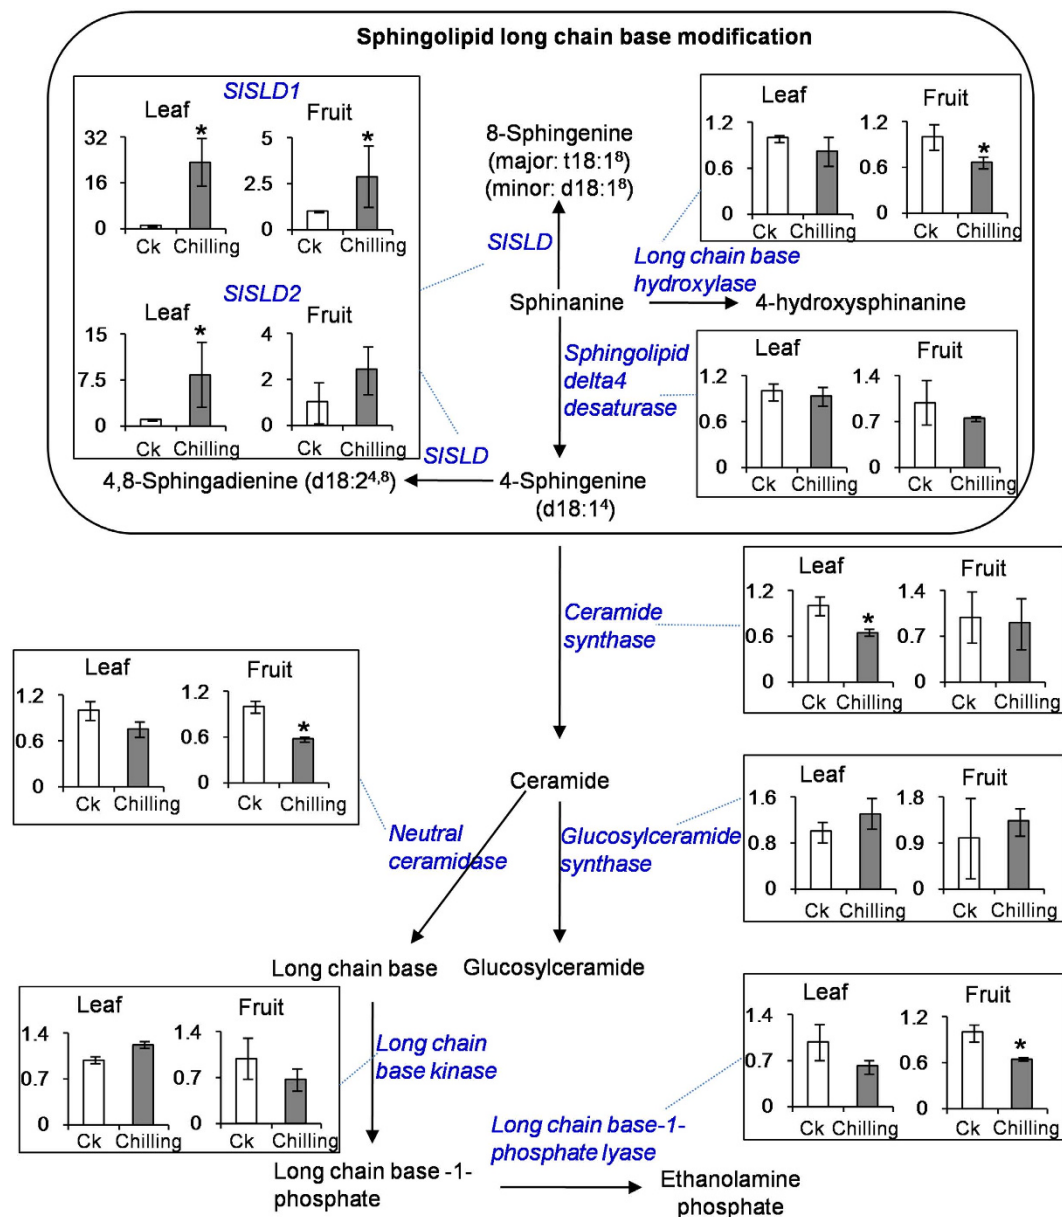 Sphingolipid long chain base modification
SlSLD1
Leaf
Fruit
32
16
0
*
Ck Chilling
5
2.5
0
*
Ck Chilling
SlSLD2
Leaf
Fruit
15
7.5
0
*
Ck Chilling
4
2
0
Ck Chilling
8-Sphingenine
(major: t18:1⁸)
(minor: d18:1⁸)
SlSLD
Sphinanine
Long chain base
hydroxylase
4-hydroxysphinanine
Leaf
Fruit
1.2
0.6
0
Ck Chilling
1.2
0.6
0
*
Ck Chilling
Sphingolipid
delta4
desaturase
Leaf
Fruit
1.2
0.6
0
Ck Chilling
1.4
0.7
0
Ck Chilling
SlSLD
4,8-Sphingadienine (d18:2⁴,⁸)
4-Sphingenine
(d18:1⁴)
Ceramide
synthase
Leaf
Fruit
1.2
0.6
0
*
Ck Chilling
1.4
0.7
0
Ck Chilling
Leaf
Fruit
1.2
0.6
0
Ck Chilling
1.2
0.6
0
*
Ck Chilling
Ceramide
Neutral
ceramidase
Glucosylceramide
synthase
Leaf
Fruit
1.6
0.8
0
Ck Chilling
1.8
0.9
0
Ck Chilling
Long chain base
Glucosylceramide
Leaf
Fruit
1.4
0.7
0
Ck Chilling
1.4
0.7
0
Ck Chilling
Long chain
base kinase
Leaf
Fruit
1.4
0.7
0
Ck Chilling
1.2
0.6
0
*
Ck Chilling
Long chain base-1-
phosphate lyase
Long chain base -1-
phosphate
Ethanolamine
phosphate